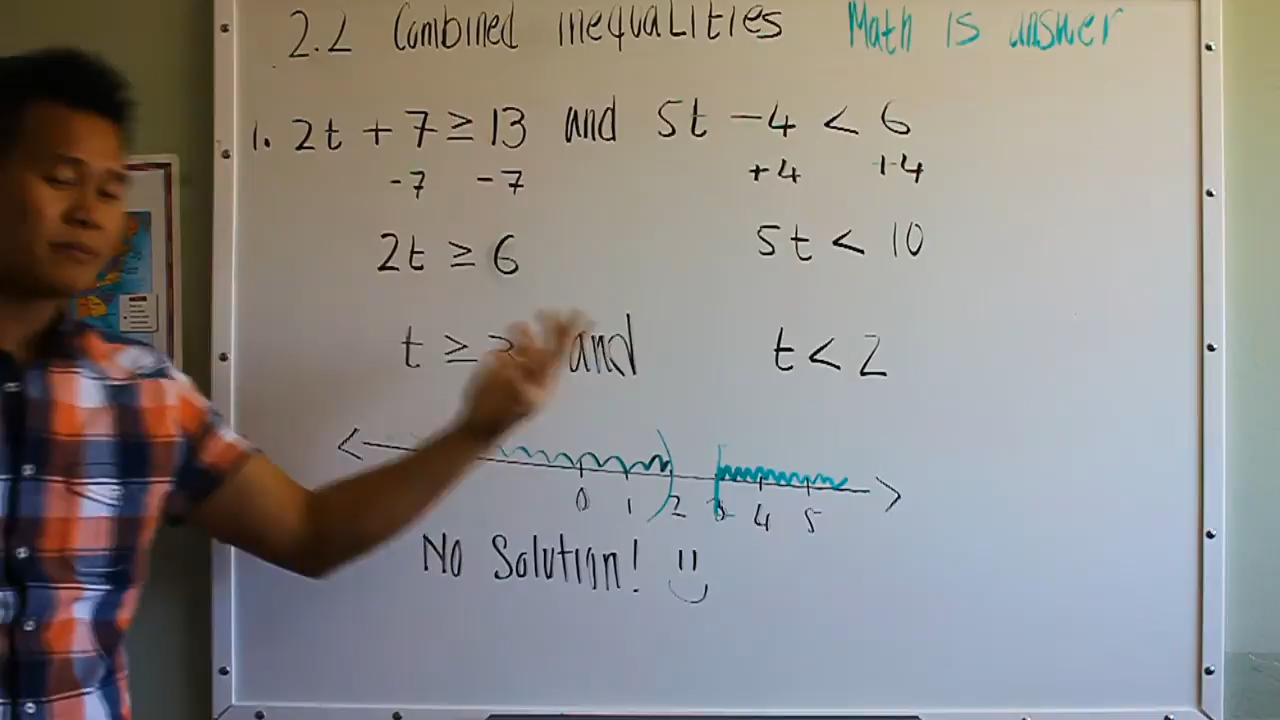 2.2 Combined inequalities Math is answer
1. 2t + 7 ≥ 13 and 5t - 4 < 6
-7 -7 +4 +4
2t ≥ 6 5t < 10
t ≥ and t < 2
0 1 2 3 4 5
No Solution!